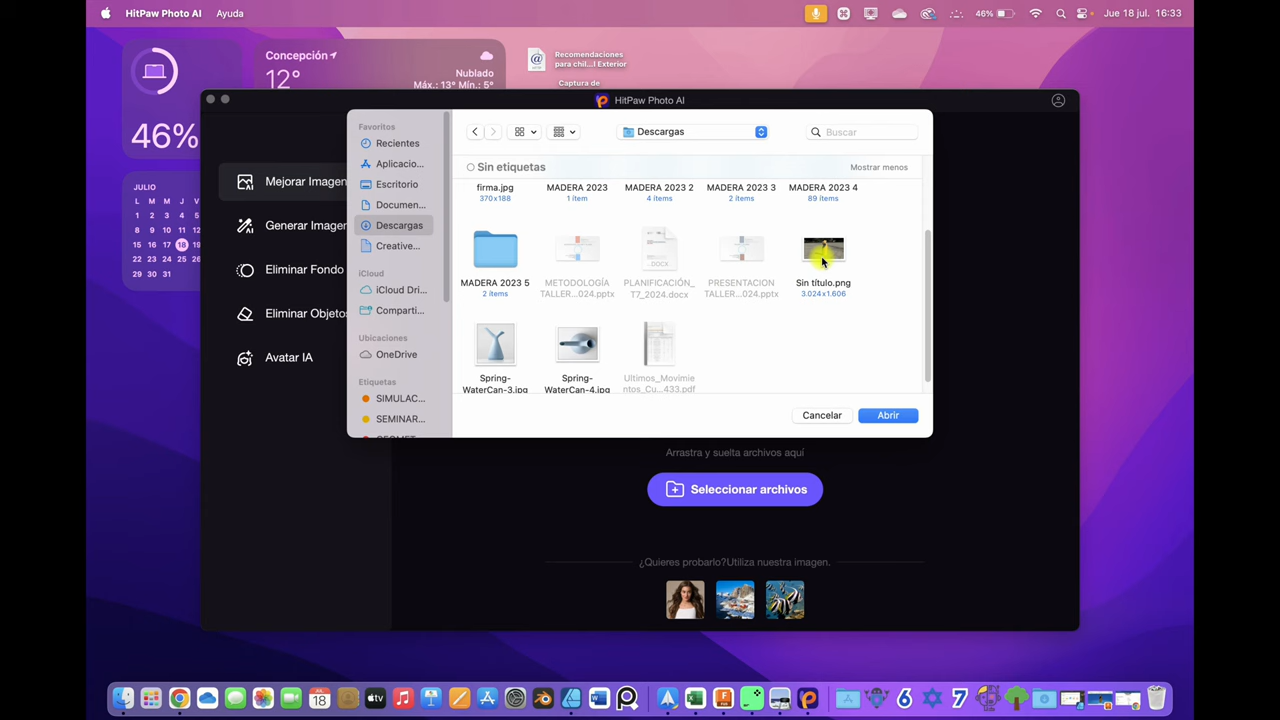 HitPaw Photo AI Ayuda
46% Jue 18 jul. 16:33
Concepción
12°
Nublado
Máx.: 13° Mín.: 5°
46%
Recomendaciones
para chil...l Exterior
Captura de
JULIO
L M M J V
1 2 3 4 5
8 9 10 11 12
15 16 17 18 19
22 23 24 25 26
29 30 31
HitPaw Photo AI
Mejorar Imagen
Generar Imagen
Eliminar Fondo
Eliminar Objetos
Avatar IA
Favoritos
Recientes
Aplicacio...
Escritorio
Documen...
Descargas
Creative...
iCloud
iCloud Dri...
Comparti...
Ubicaciones
OneDrive
Etiquetas
SIMULAC...
SEMINAR...
Descargas
Buscar
Sin etiquetas
Mostrar menos
firma.jpg
370x188
MADERA 2023
1 ítem
MADERA 2023 2
4 ítems
MADERA 2023 3
2 ítems
MADERA 2023 4
89 ítems
MADERA 2023 5
2 ítems
METODOLOGÍA
TALLER...024.pptx
DOCX
PLANIFICACIÓN_
T7_2024.docx
PRESENTACION
TALLER...024.pptx
Sin título.png
3.024x1.606
Spring-
WaterCan-3.jpg
Spring-
WaterCan-4.jpg
Ultimos_Movimie
ntos_Cu...433.pdf
Cancelar
Abrir
Arrastra y suelta archivos aquí
Seleccionar archivos
¿Quieres probarlo?Utiliza nuestra imagen.